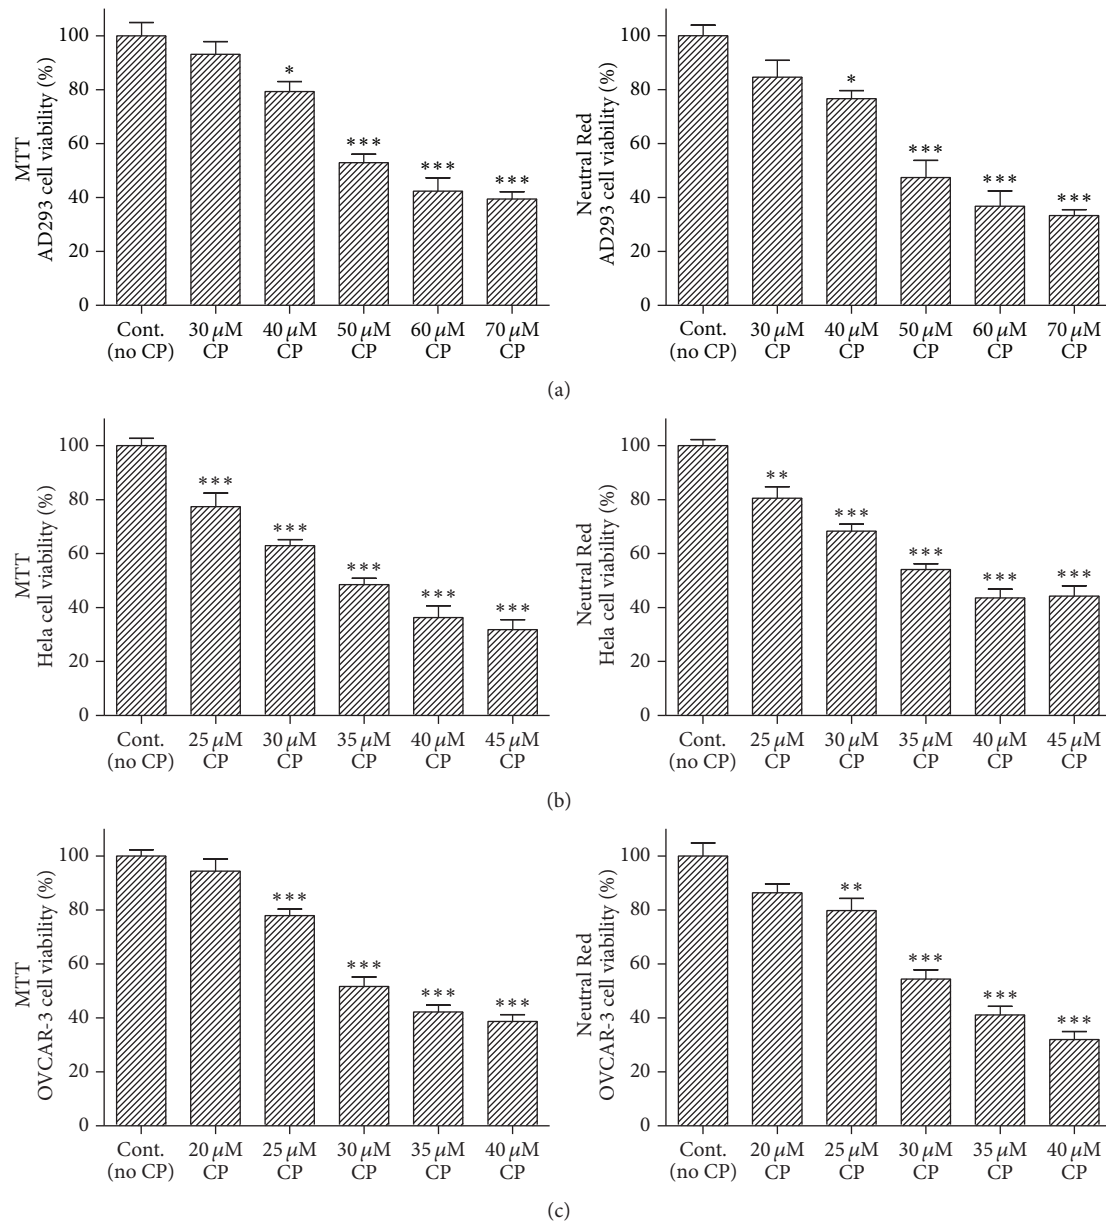 MTT
AD293 cell viability (%)
100
80
60
40
20
0
*
***
***
***
Cont. 30 μM 40 μM 50 μM 60 μM 70 μM
(no CP) CP CP CP CP CP
Neutral Red
AD293 cell viability (%)
100
80
60
40
20
0
*
***
***
***
Cont. 30 μM 40 μM 50 μM 60 μM 70 μM
(no CP) CP CP CP CP CP
(a)
MTT
Hela cell viability (%)
100
80
60
40
20
0
***
***
***
***
***
Cont. 25 μM 30 μM 35 μM 40 μM 45 μM
(no CP) CP CP CP CP CP
Neutral Red
Hela cell viability (%)
100
80
60
40
20
0
**
***
***
***
***
Cont. 25 μM 30 μM 35 μM 40 μM 45 μM
(no CP) CP CP CP CP CP
(b)
MTT
OVCAR-3 cell viability (%)
100
80
60
40
20
0
***
***
***
***
Cont. 20 μM 25 μM 30 μM 35 μM 40 μM
(no CP) CP CP CP CP CP
Neutral Red
OVCAR-3 cell viability (%)
100
80
60
40
20
0
**
***
***
***
Cont. 20 μM 25 μM 30 μM 35 μM 40 μM
(no CP) CP CP CP CP CP
(c)